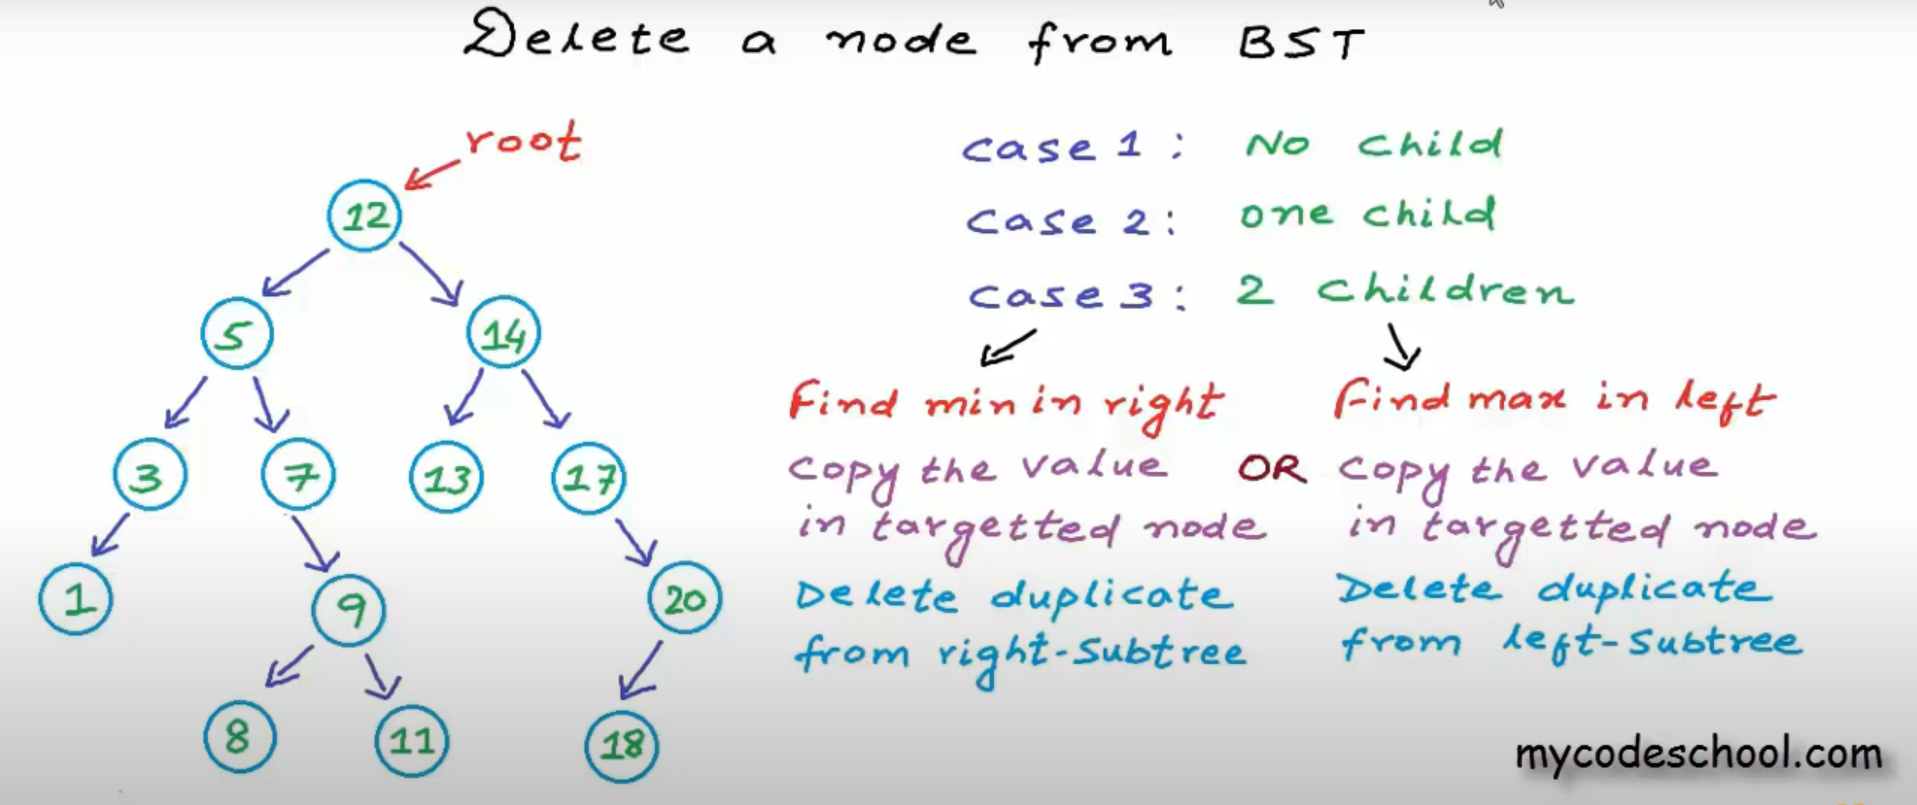 Delete a node from BST
root
12
5 14
3 7 13 17
1 9 20
8 11 18
case 1 : No child
case 2 : one child
case 3 : 2 children
Find min in right
copy the value
in targetted node
Delete duplicate
from right-subtree
OR
Find max in left
copy the value
in targetted node
Delete duplicate
from left-subtree
mycodeschool.com